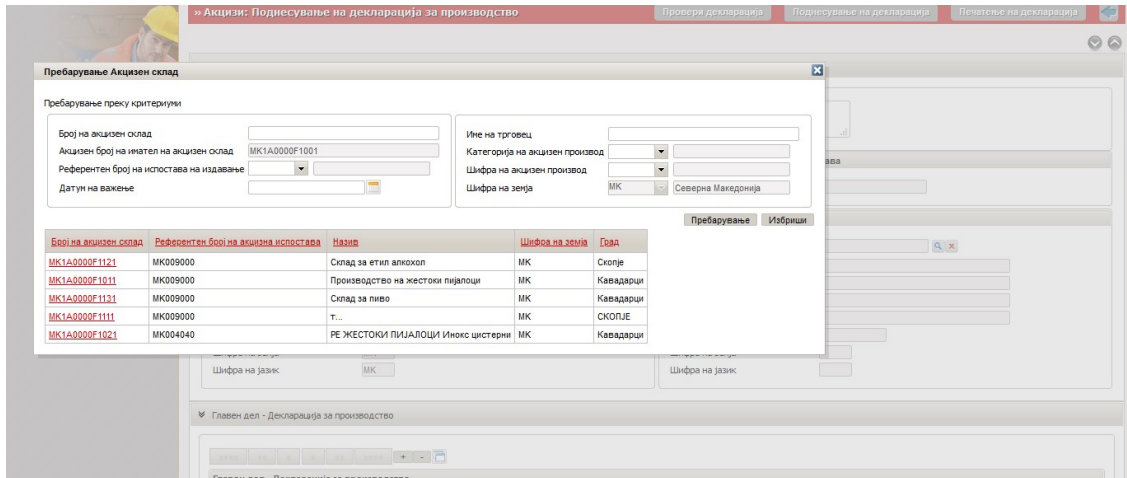 » Акцизи: Поднесување на декларација за производство
Провери декларација Поднесување на декларација Печатење на декларација
Пребарување Акцизен склад
Пребарување преку критериуми
Број на акцизен склад
Акцизен број на имател на акцизен склад MK1A0000F1001
Референтен број на испостава на издавање
Датум на важење
Име на трговец
Категорија на акцизен производ
Шифра на акцизен производ
Шифра на земја MK Северна Македонија
Пребарување Избриши
Број на акцизен склад Референтен број на акцизна испостава Назив Шифра на земја Град
MK1A0000F1121 MK009000 Склад за етил алкохол MK Скопје
MK1A0000F1011 MK009000 Производство на жестоки пијалоци MK Кавадарци
MK1A0000F1131 MK009000 Склад за пиво MK Кавадарци
MK1A0000F1111 MK009000 т... MK СКОПЈЕ
MK1A0000F1021 MK004040 РЕ ЖЕСТОКИ ПИЈАЛОЦИ Инокс цистерни MK Кавадарци
Шифра на јазик MK Шифра на јазик
Главен дел - Декларација за производство